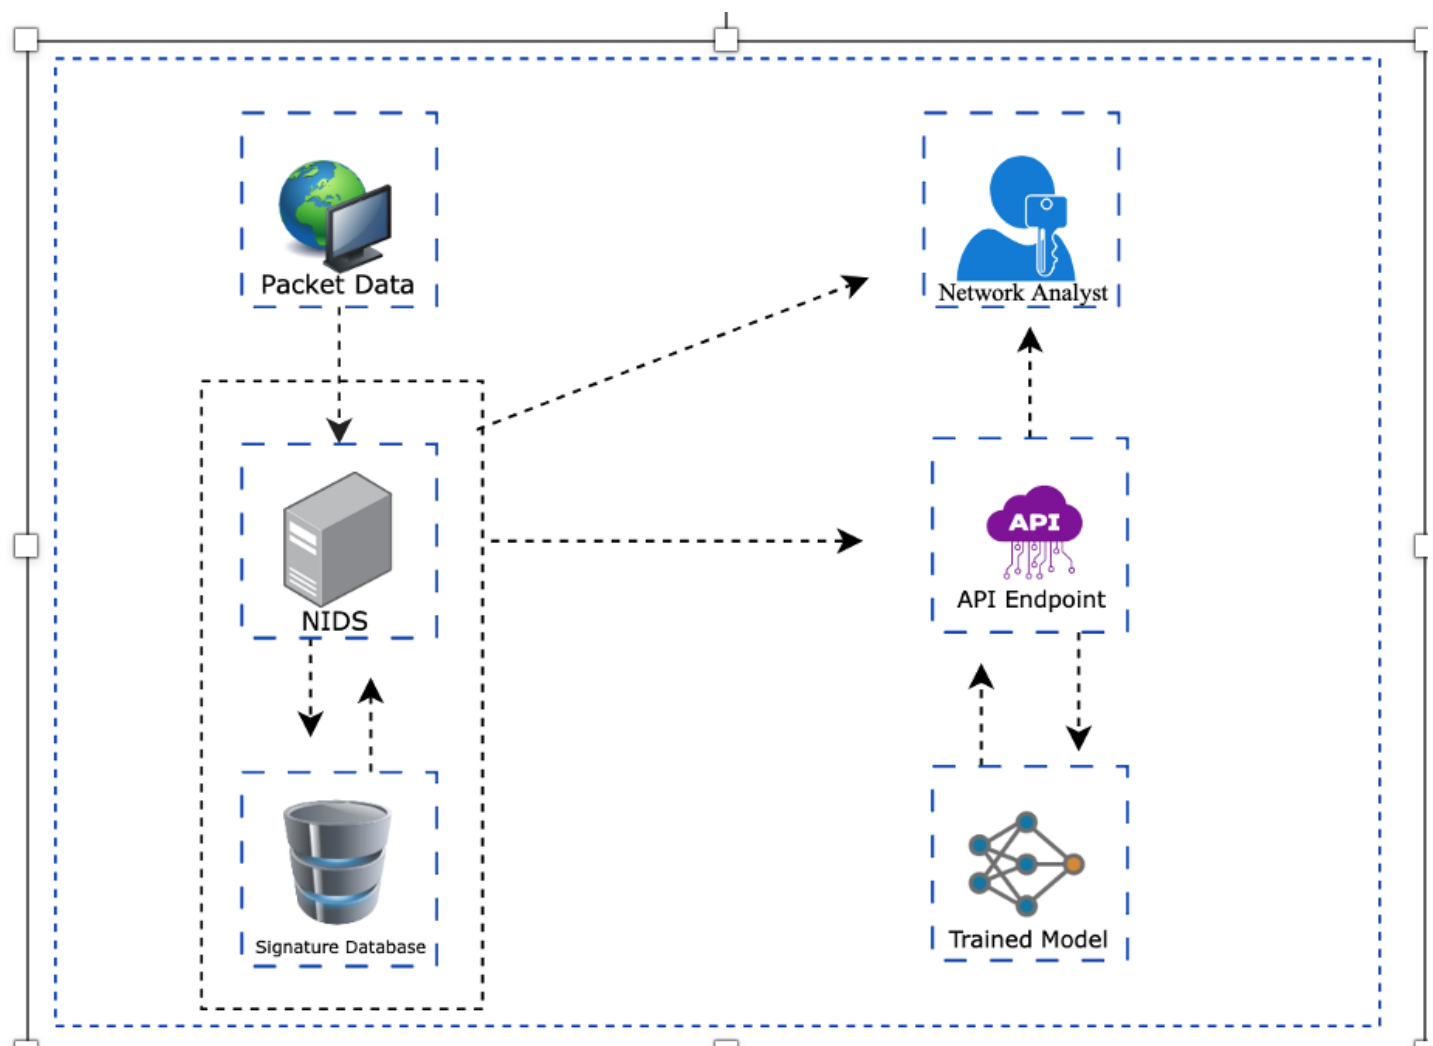 Packet Data
Network Analyst
NIDS
API
API Endpoint
Signature Database
Trained Model